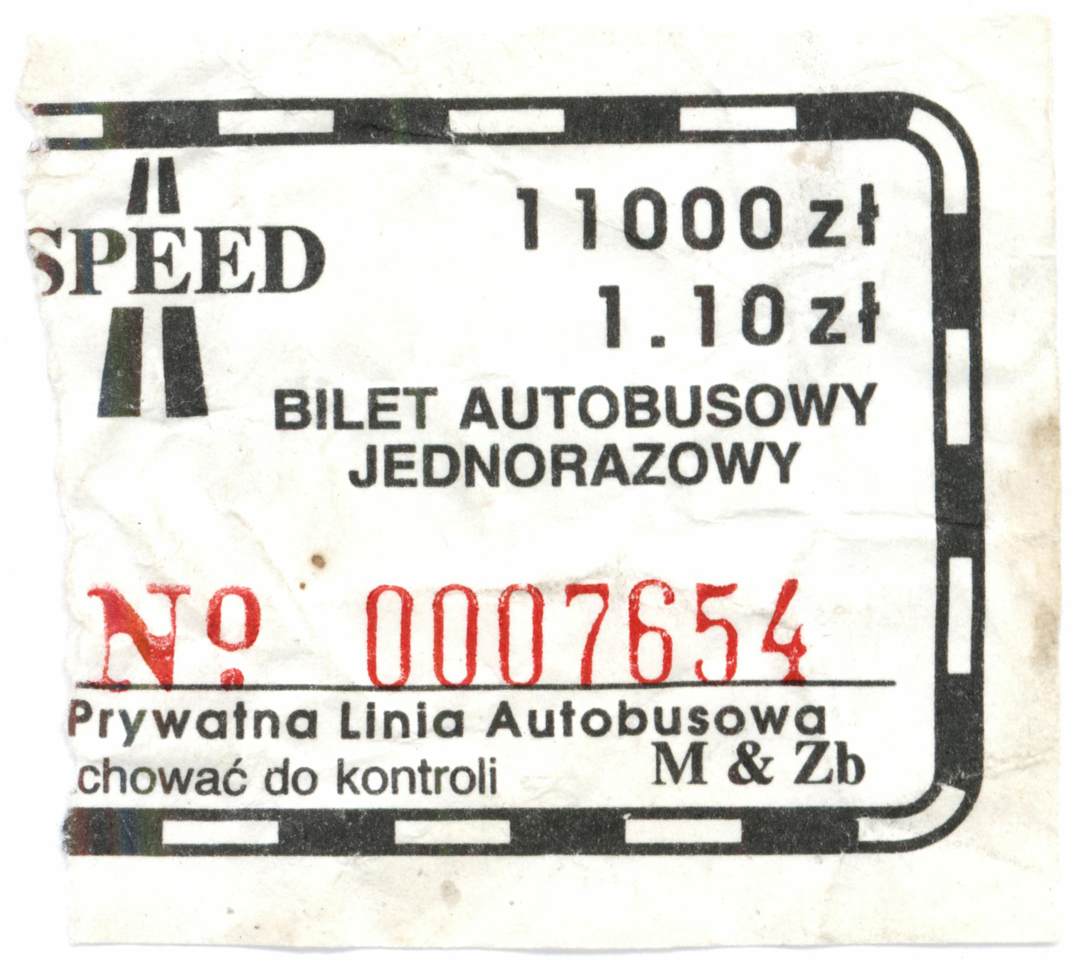 SPEED
11000 zł
1.10 zł
BILET AUTOBUSOWY
JEDNORAZOWY
No 0007654
Prywatna Linia Autobusowa
chować do kontroli
M & Zb